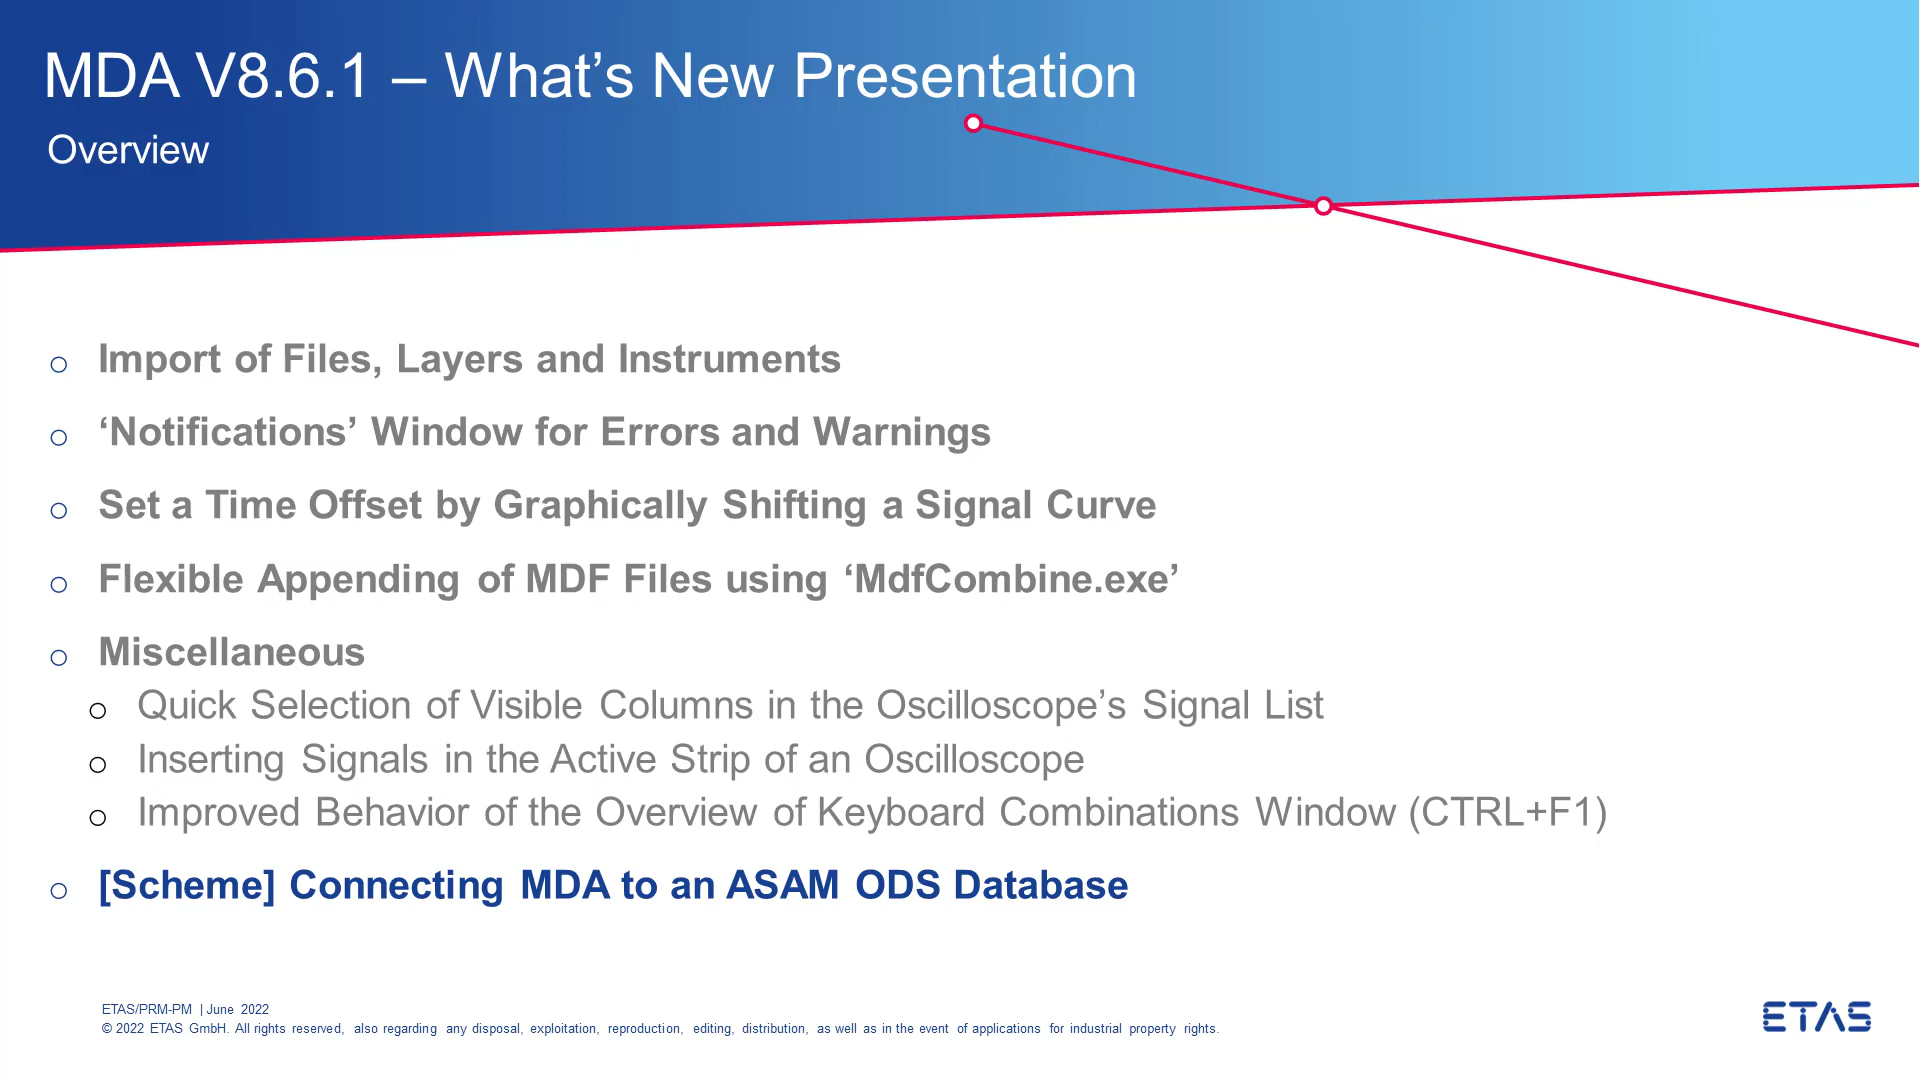 MDA V8.6.1 – What’s New Presentation
Overview
Import of Files, Layers and Instruments
‘Notifications’ Window for Errors and Warnings
Set a Time Offset by Graphically Shifting a Signal Curve
Flexible Appending of MDF Files using ‘MdfCombine.exe’
Miscellaneous
Quick Selection of Visible Columns in the Oscilloscope’s Signal List
Inserting Signals in the Active Strip of an Oscilloscope
Improved Behavior of the Overview of Keyboard Combinations Window (CTRL+F1)
[Scheme] Connecting MDA to an ASAM ODS Database
ETAS/PRM-PM | June 2022
© 2022 ETAS GmbH. All rights reserved, also regarding any disposal, exploitation, reproduction, editing, distribution, as well as in the event of applications for industrial property rights.
ETAS